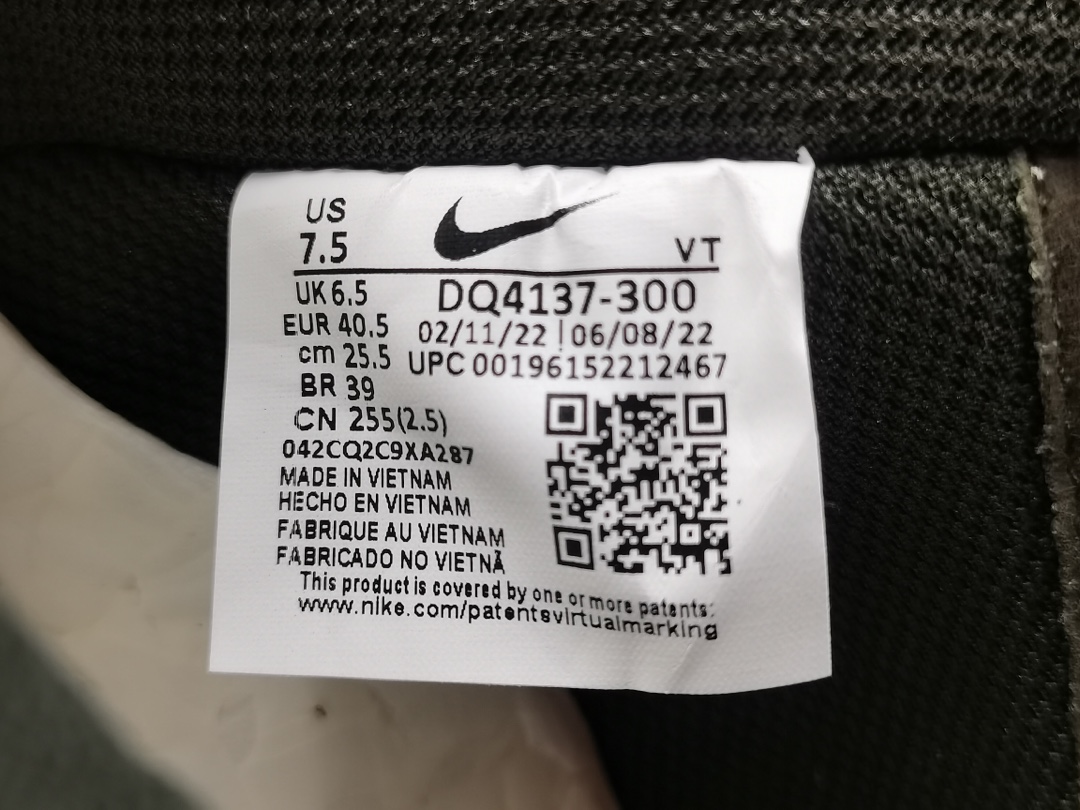 US
7.5
VT
UK 6.5
DQ4137-300
EUR 40.5
02/11/22 | 06/08/22
cm 25.5
UPC 00196152212467
BR 39
CN 255(2.5)
042CQ2C9XA287
MADE IN VIETNAM
HECHO EN VIETNAM
FABRIQUE AU VIETNAM
FABRICADO NO VIETNÃ
This product is covered by one or more patents:
www.nike.com/patentsvirtualmarking